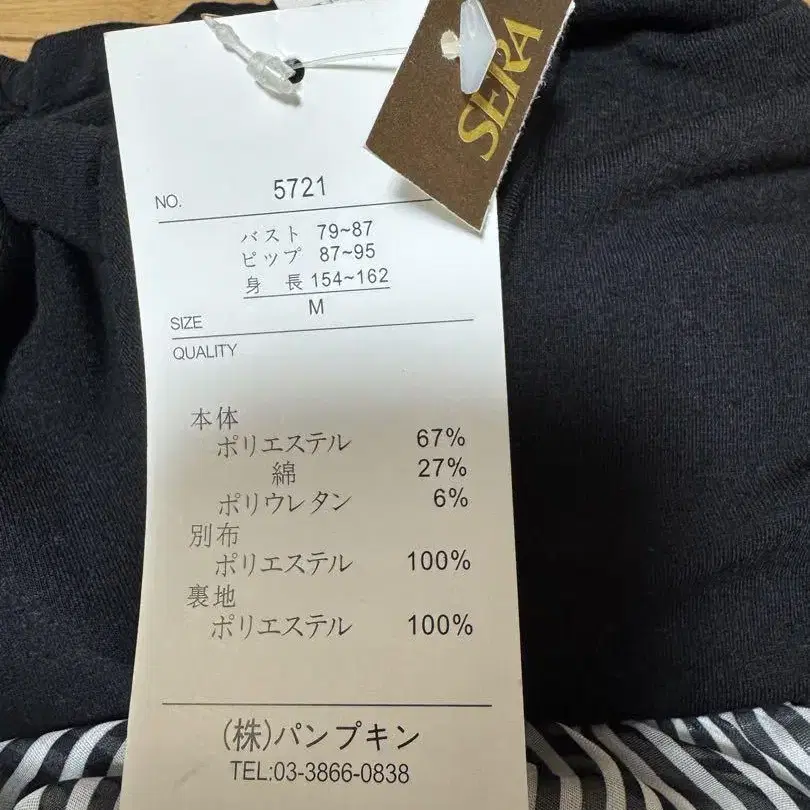 SERA
NO. 5721
バスト 79~87
ピップ 87~95
身 長 154~162
SIZE M
QUALITY
本体
ポリエステル 67%
綿 27%
ポリウレタン 6%
別布
ポリエステル 100%
裏地
ポリエステル 100%
(株)パンプキン
TEL:03-3866-0838